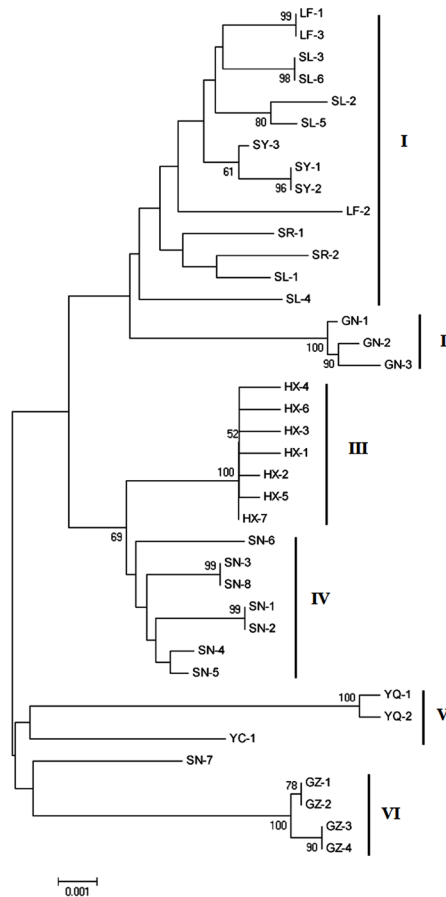 99
LF-1
LF-3
SL-3
98
SL-6
SL-2
80
SL-5
SY-3
I
61
SY-1
96
SY-2
LF-2
SR-1
SR-2
SL-1
SL-4
GN-1
100
GN-2
90
GN-3
HX-4
HX-6
52
HX-3
HX-1
III
100
HX-2
HX-5
HX-7
69
SN-6
99
SN-3
SN-8
IV
99
SN-1
SN-2
SN-4
SN-5
100
YQ-1
YQ-2
V
YC-1
SN-7
78
GZ-1
GZ-2
VI
100
GZ-3
90
GZ-4
0.001